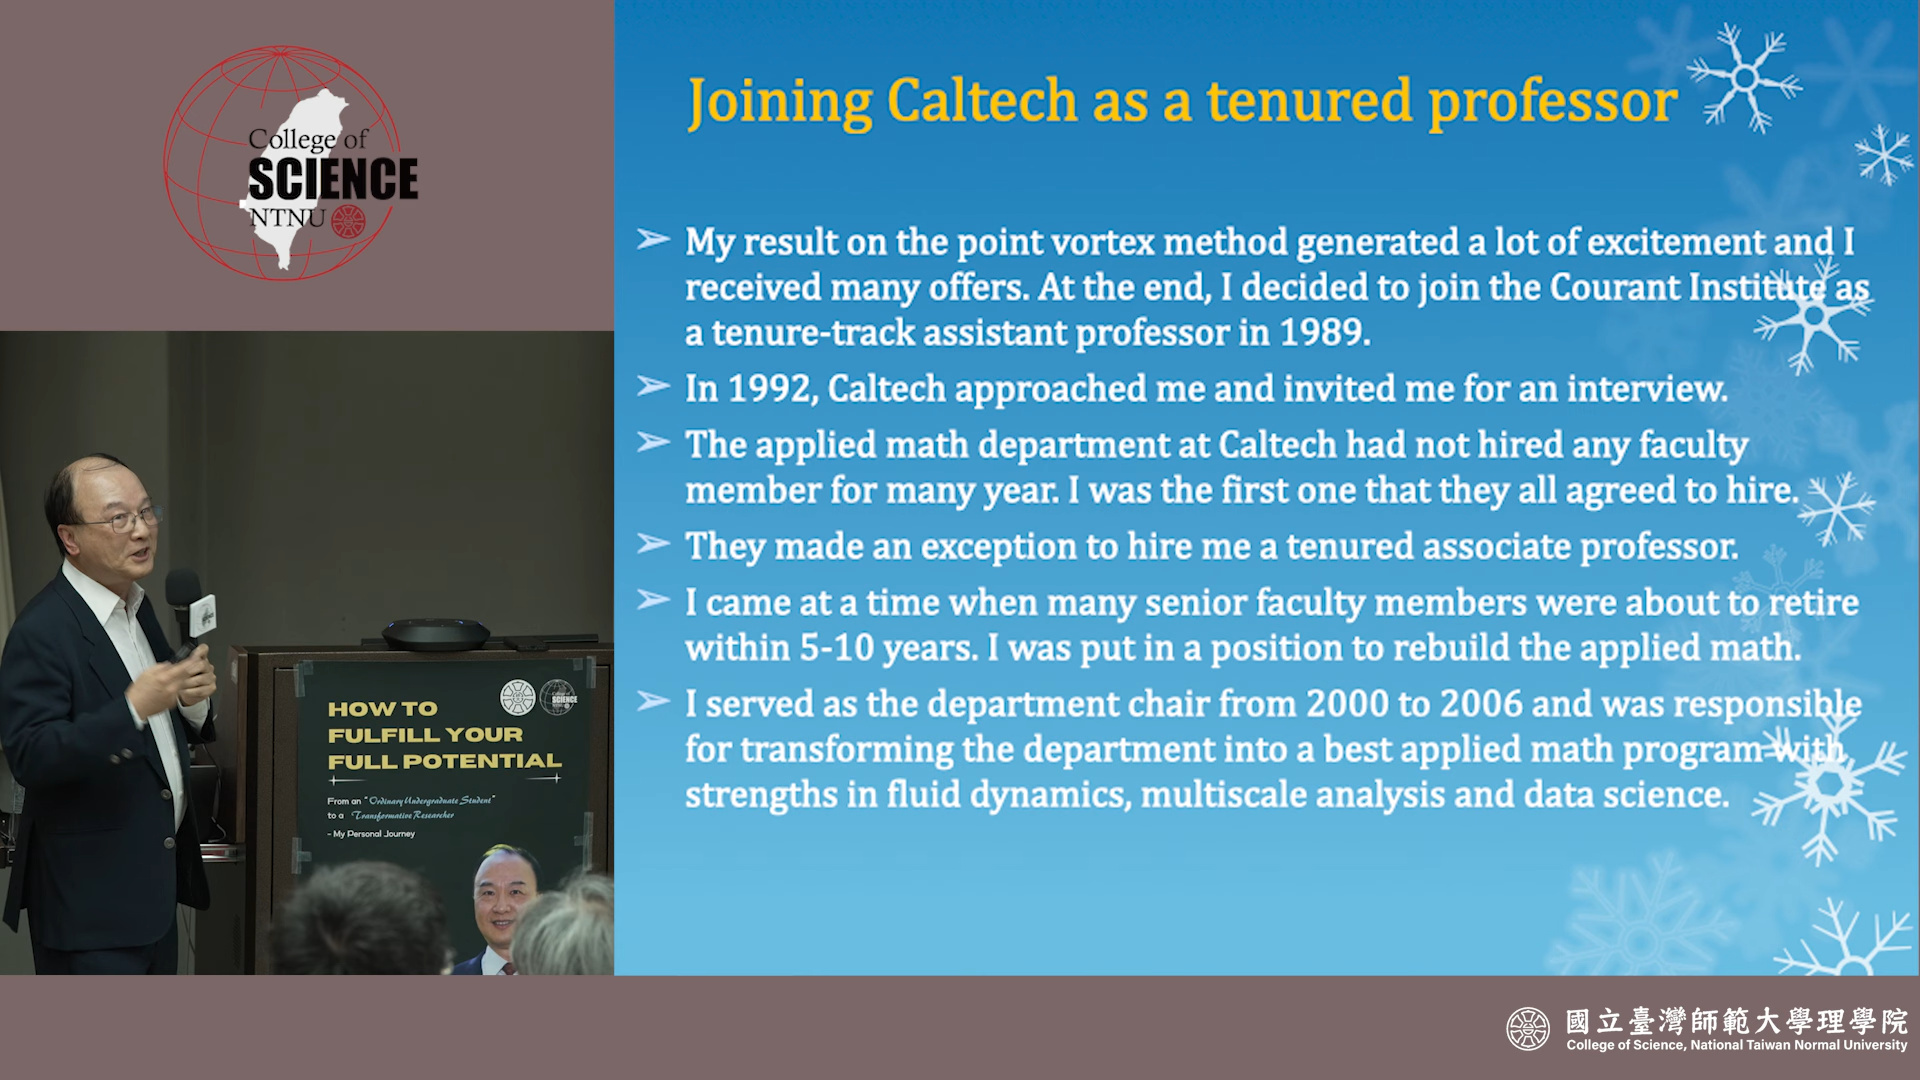 College of
SCIENCE
NTNU
Joining Caltech as a tenured professor
My result on the point vortex method generated a lot of excitement and I
received many offers. At the end, I decided to join the Courant Institute as
a tenure-track assistant professor in 1989.
In 1992, Caltech approached me and invited me for an interview.
The applied math department at Caltech had not hired any faculty
member for many year. I was the first one that they all agreed to hire.
They made an exception to hire me a tenured associate professor.
I came at a time when many senior faculty members were about to retire
within 5-10 years. I was put in a position to rebuild the applied math.
I served as the department chair from 2000 to 2006 and was responsible
for transforming the department into a best applied math program with
strengths in fluid dynamics, multiscale analysis and data science.
SCIENCE
HOW TO
FULFILL YOUR
FULL POTENTIAL
From an "Ordinary Undergraduate Student"
to a Transformative Researcher
- My Personal Journey
國立臺灣師範大學理學院
College of Science, National Taiwan Normal University